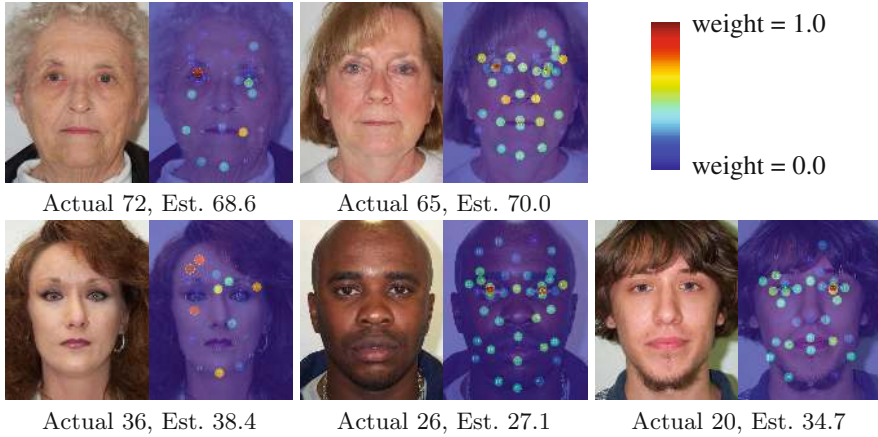 weight = 1.0
weight = 0.0
Actual 72, Est. 68.6
Actual 65, Est. 70.0
Actual 36, Est. 38.4
Actual 26, Est. 27.1
Actual 20, Est. 34.7